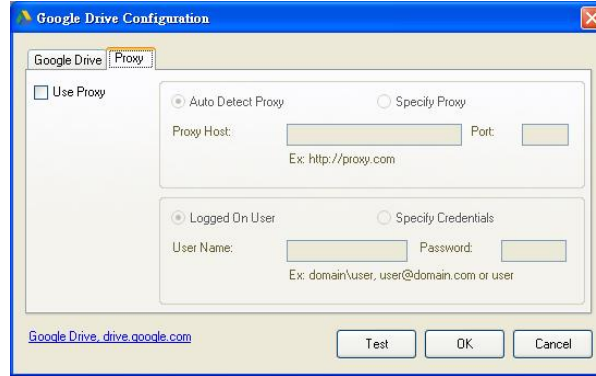 Google Drive Configuration
Google Drive Proxy
Use Proxy
Auto Detect Proxy Specify Proxy
Proxy Host: Port:
Ex: http://proxy.com
Logged On User Specify Credentials
User Name: Password:
Ex: domain\user, user@domain.com or user
Google Drive, drive.google.com
Test OK Cancel